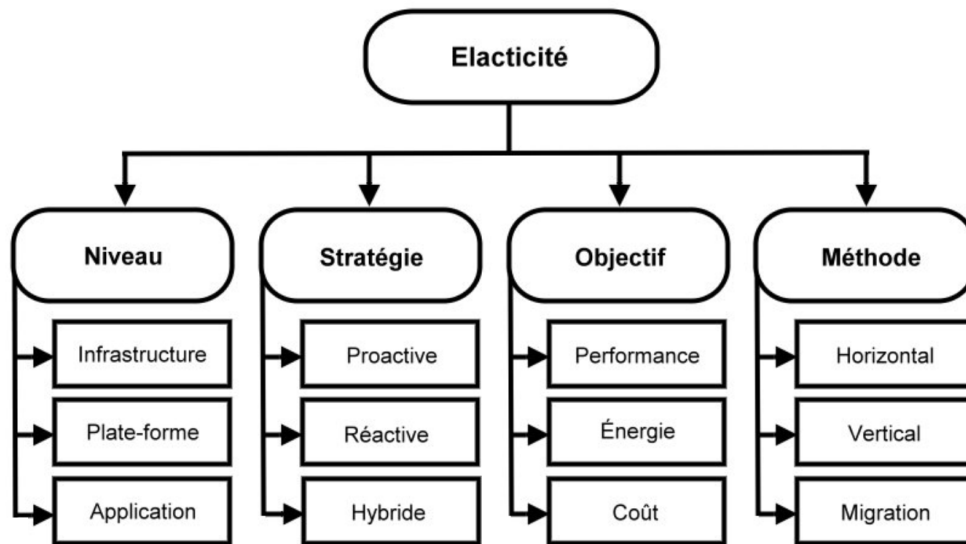 Elacticité
Niveau
Stratégie
Objectif
Méthode
Infrastructure
Proactive
Performance
Horizontal
Plate-forme
Réactive
Énergie
Vertical
Application
Hybride
Coût
Migration